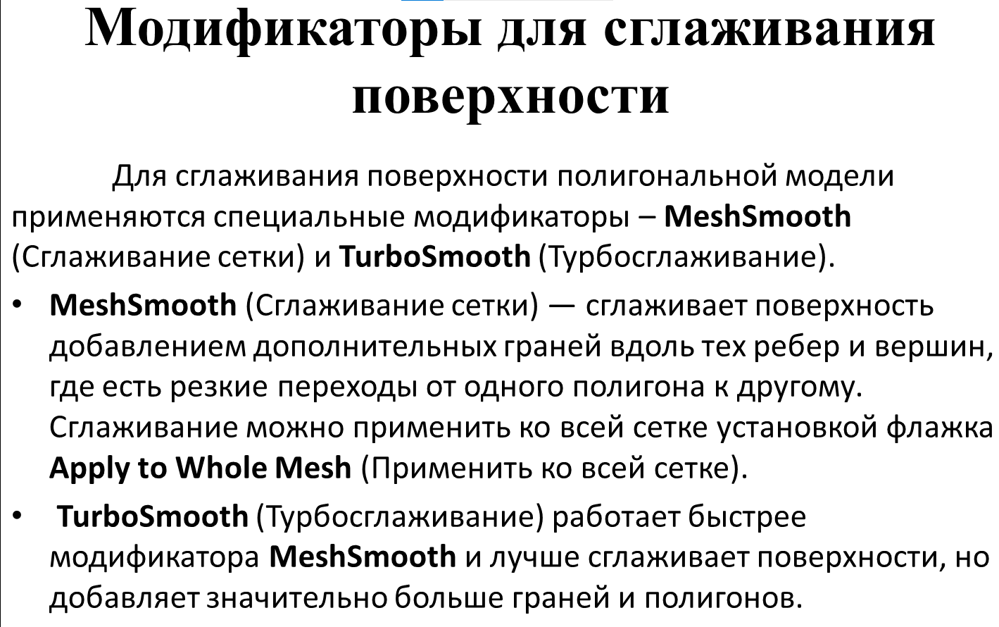 Модификаторы для сглаживания
поверхности
Для сглаживания поверхности полигональной модели
применяются специальные модификаторы – MeshSmooth
(Сглаживание сетки) и TurboSmooth (Турбосглаживание).
• MeshSmooth (Сглаживание сетки) — сглаживает поверхность
добавлением дополнительных граней вдоль тех ребер и вершин,
где есть резкие переходы от одного полигона к другому.
Сглаживание можно применить ко всей сетке установкой флажка
Apply to Whole Mesh (Применить ко всей сетке).
• TurboSmooth (Турбосглаживание) работает быстрее
модификатора MeshSmooth и лучше сглаживает поверхности, но
добавляет значительно больше граней и полигонов.